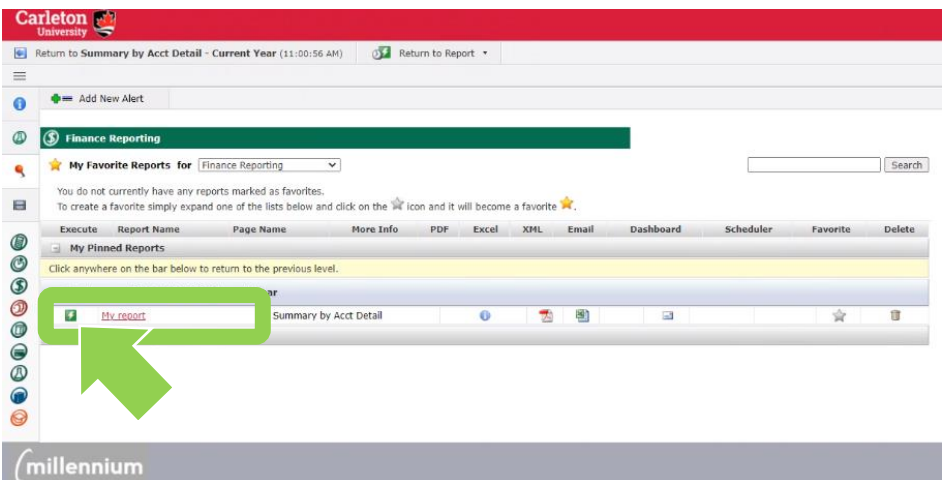 Carleton
University
Return to Summary by Acct Detail - Current Year (11:00:56 AM) Return to Report
Add New Alert
Finance Reporting
My Favorite Reports for Finance Reporting Search
You do not currently have any reports marked as favorites.
To create a favorite simply expand one of the lists below and click on the icon and it will become a favorite .
Execute Report Name Page Name More Info PDF Excel XML Email Dashboard Scheduler Favorite Delete
My Pinned Reports
Click anywhere on the bar below to return to the previous level.
ar
My report Summary by Acct Detail
millennium